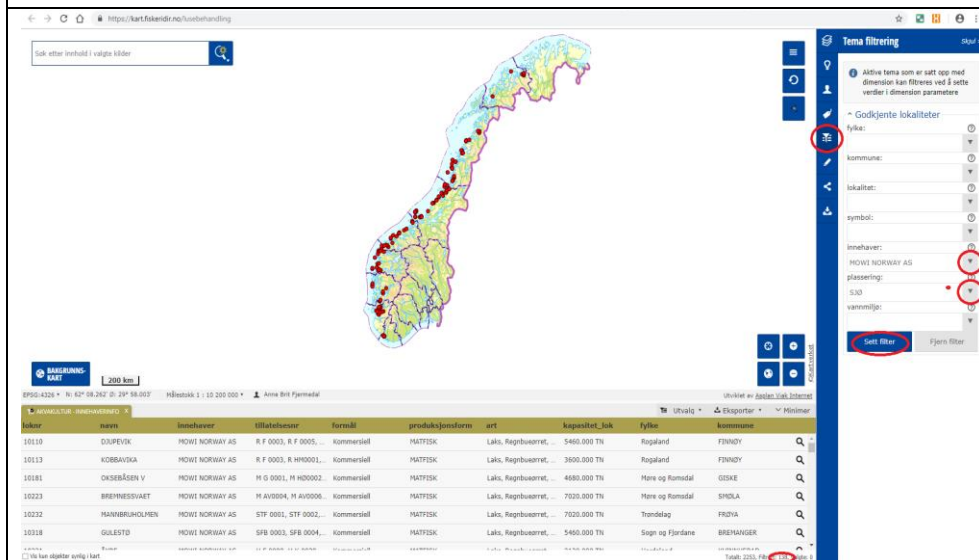 https://kart.fiskeridir.no/lusebehandling
Søk etter innhold i valgte kilder
Tema filtrering
Skjul
Aktive tema som er satt opp med
dimension kan filtreres ved å sette
verdier i dimension parametere
Godkjente lokaliteter
fylke:
kommune:
lokalitet:
symbol:
innehaver:
MOWI NORWAY AS
plassering:
SJØ
vannmiljø:
Sett filter Fjern filter
BAKGRUNNS-
KART
200 km
©Kartverket
EPSG:4326 N: 62° 08.262' Ø: 29° 58.003' Målestokk 1 : 10 200 000 Anne Brit Fjermedal Utviklet av Asplan Viak Internet
AKVAKULTUR -INNEHAVERINFO X Utvalg Eksporter Minimer
loknr navn innehaver tillatelsesnr formål produksjonsform art kapasitet_lok fylke kommune
10110 DJUPEVIK MOWI NORWAY AS R F 0003, R F 0005, ... Kommersiell MATFISK Laks, Regnbueørret, ... 5460.000 TN Rogaland FINNØY
10113 KOBBAVIKA MOWI NORWAY AS R F 0003, R HM0001,... Kommersiell MATFISK Laks, Regnbueørret, ... 3600.000 TN Rogaland FINNØY
10181 OKSEBÅSEN V MOWI NORWAY AS M G 0001, M HØ0002... Kommersiell MATFISK Laks, Regnbueørret, ... 4680.000 TN Møre og Romsdal GISKE
10223 BREMNESSVAET MOWI NORWAY AS M AV0004, M AV0006... Kommersiell MATFISK Laks, Regnbueørret, ... 7020.000 TN Møre og Romsdal SMØLA
10232 MANNBRUHOLMEN MOWI NORWAY AS STF 0001, STF 0002,... Kommersiell MATFISK Laks, Regnbueørret, ... 7020.000 TN Trøndelag FRØYA
10318 GULESTØ MOWI NORWAY AS SFB 0003, SFB 0004,... Kommersiell MATFISK Laks, Regnbueørret, ... 5460.000 TN Sogn og Fjordane BREMANGER
Vis kun objekter synlig i kart Totalt: 2253,